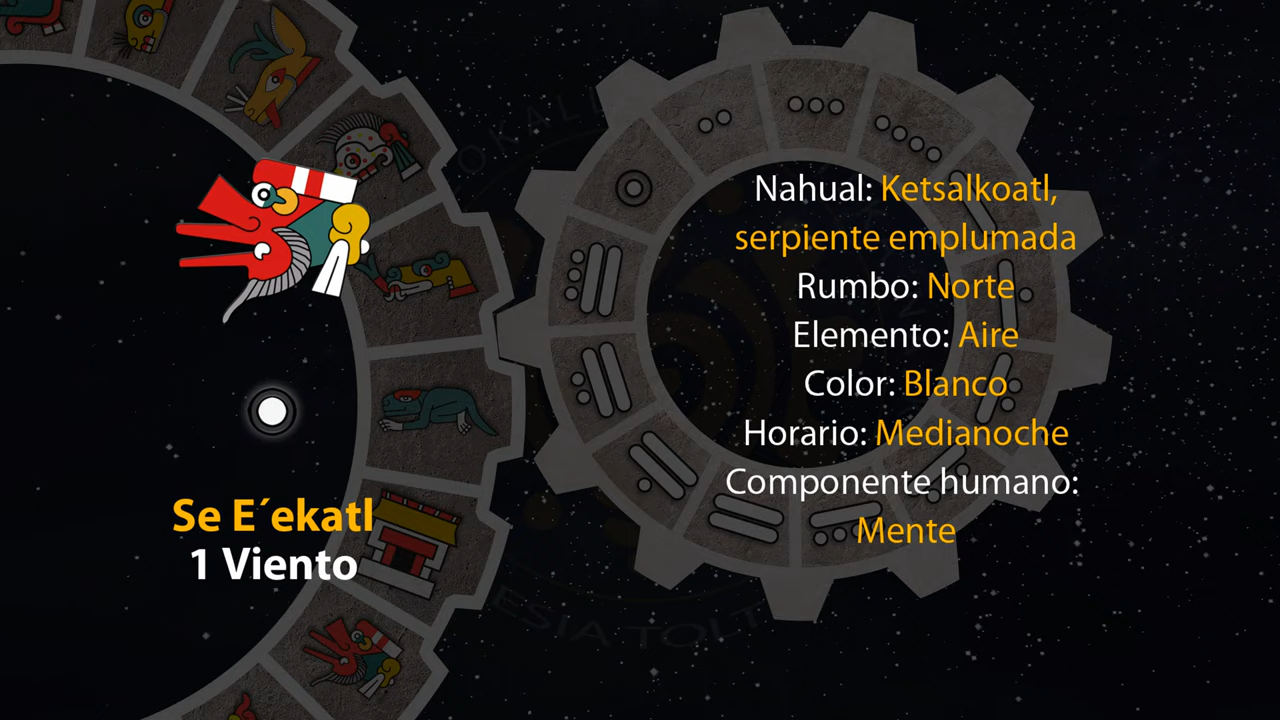 Se E´ekatl
1 Viento
Nahual: Ketsalkoatl,
serpiente emplumada
Rumbo: Norte
Elemento: Aire
Color: Blanco
Horario: Medianoche
Componente humano:
Mente